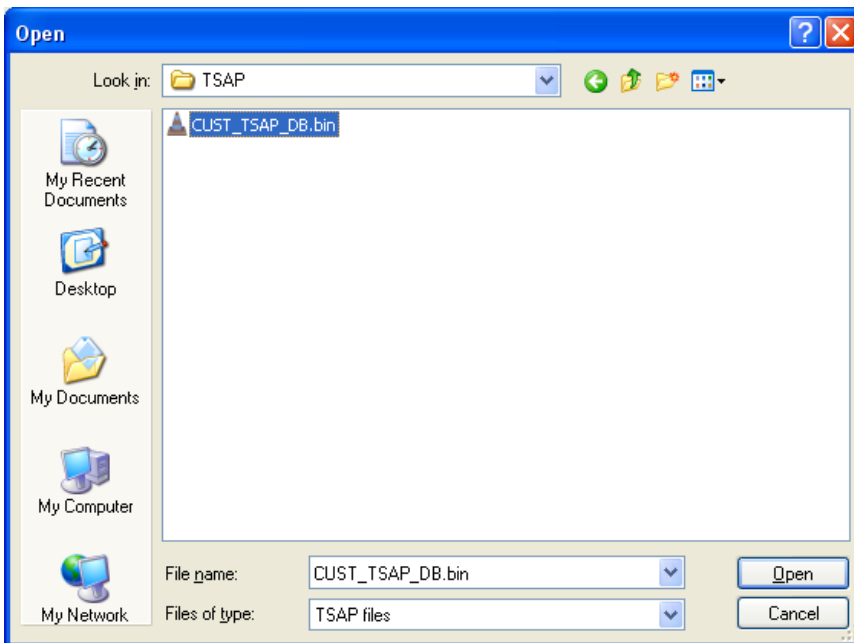 Open
Look in: TSAP
CUST_TSAP_DB.bin
My Recent
Documents
Desktop
My Documents
My Computer
My Network
File name: CUST_TSAP_DB.bin Open
Files of type: TSAP files Cancel